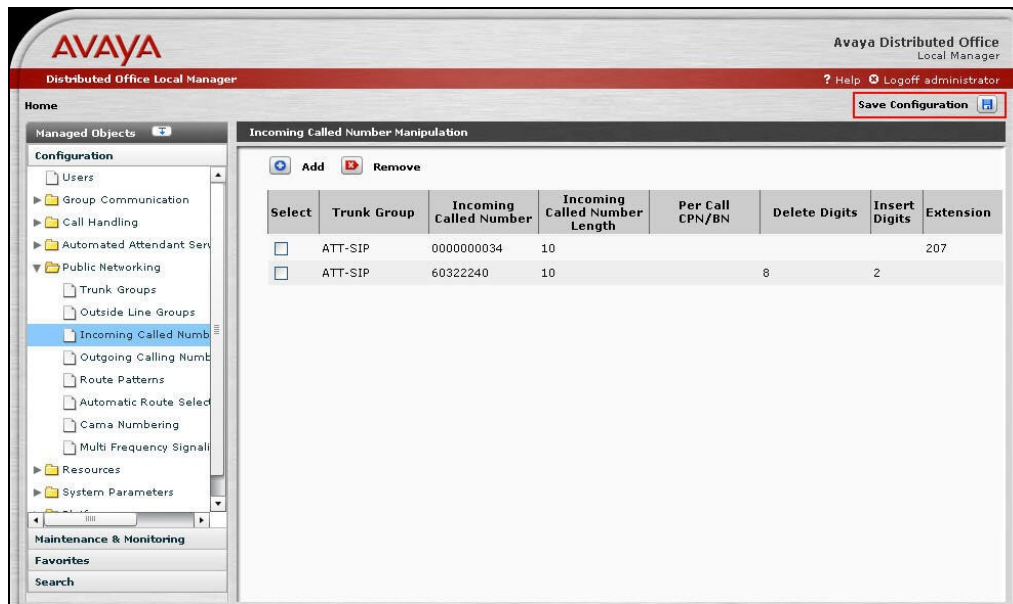 AVAYA
Avaya Distributed Office
Local Manager
Distributed Office Local Manager
? Help Logoff administrator
Home
Save Configuration
Managed Objects
Configuration
Users
Group Communication
Call Handling
Automated Attendant Serv
Public Networking
Trunk Groups
Outside Line Groups
Incoming Called Numb
Outgoing Calling Numb
Route Patterns
Automatic Route Select
Cama Numbering
Multi Frequency Signali
Resources
System Parameters
Maintenance & Monitoring
Favorites
Search
Incoming Called Number Manipulation
Add Remove
Select Trunk Group Incoming Called Number Incoming Called Number Length Per Call CPN/BN Delete Digits Insert Digits Extension
ATT-SIP 0000000034 10 207
ATT-SIP 60322240 10 8 2